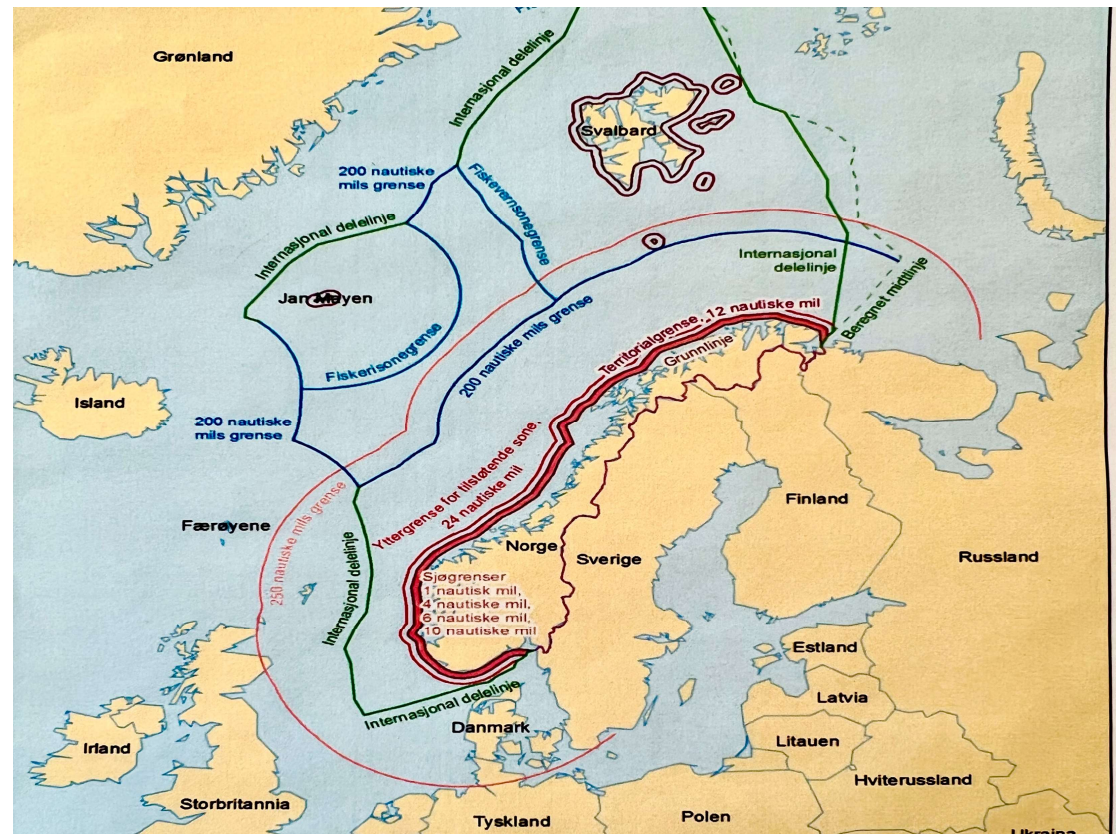 Grønland
Internasjonal delelinje
Svalbard
200 nautiske
mils grense
Fiskevernsonegrense
Internasjonal delelinje
Jan Mayen
Internasjonal
delelinje
Beregnet midtlinje
200 nautiske mils grense
Territorialgrense, 12 nautiske mil
Grunnlinje
Fiskerisonegrense
Island
200 nautiske
mils grense
Yttergrense for tilstøtende sone,
24 nautiske mil
250 nautiske mils grense
Færøyene
Internasjonal delelinje
Norge
Sverige
Finland
Russland
Sjøgrenser
1 nautisk mil,
4 nautiske mil,
6 nautiske mil,
10 nautiske mil
Estland
Latvia
Litauen
Hviterussland
Internasjonal delelinje
Danmark
Irland
Storbritannia
Tyskland
Polen
Ukraina